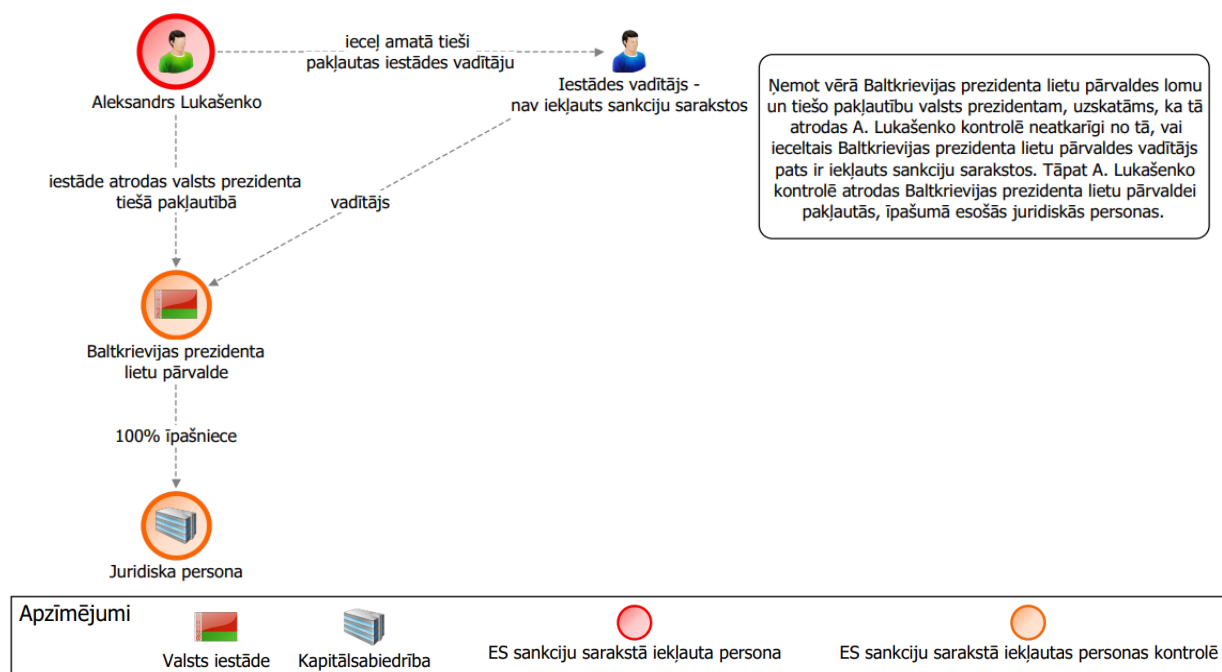 ieceļ amatā tieši
pakļautas iestādes vadītāju
Aleksandrs Lukašenko
Iestādes vadītājs -
nav iekļauts sankciju sarakstos
Ņemot vērā Baltkrievijas prezidenta lietu pārvaldes lomu
un tiešo pakļautību valsts prezidentam, uzskatāms, ka tā
atrodas A. Lukašenko kontrolē neatkarīgi no tā, vai
ieceltais Baltkrievijas prezidenta lietu pārvaldes vadītājs
pats ir iekļauts sankciju sarakstos. Tāpat A. Lukašenko
kontrolē atrodas Baltkrievijas prezidenta lietu pārvaldei
pakļautās, īpašumā esošās juridiskās personas.
iestāde atrodas valsts prezidenta
tiešā pakļautībā
vadītājs
Baltkrievijas prezidenta
lietu pārvalde
100% īpašniece
Juridiska persona
Apzīmējumi
Valsts iestāde
Kapitālsabiedrība
ES sankciju sarakstā iekļauta persona
ES sankciju sarakstā iekļautas personas kontrolē